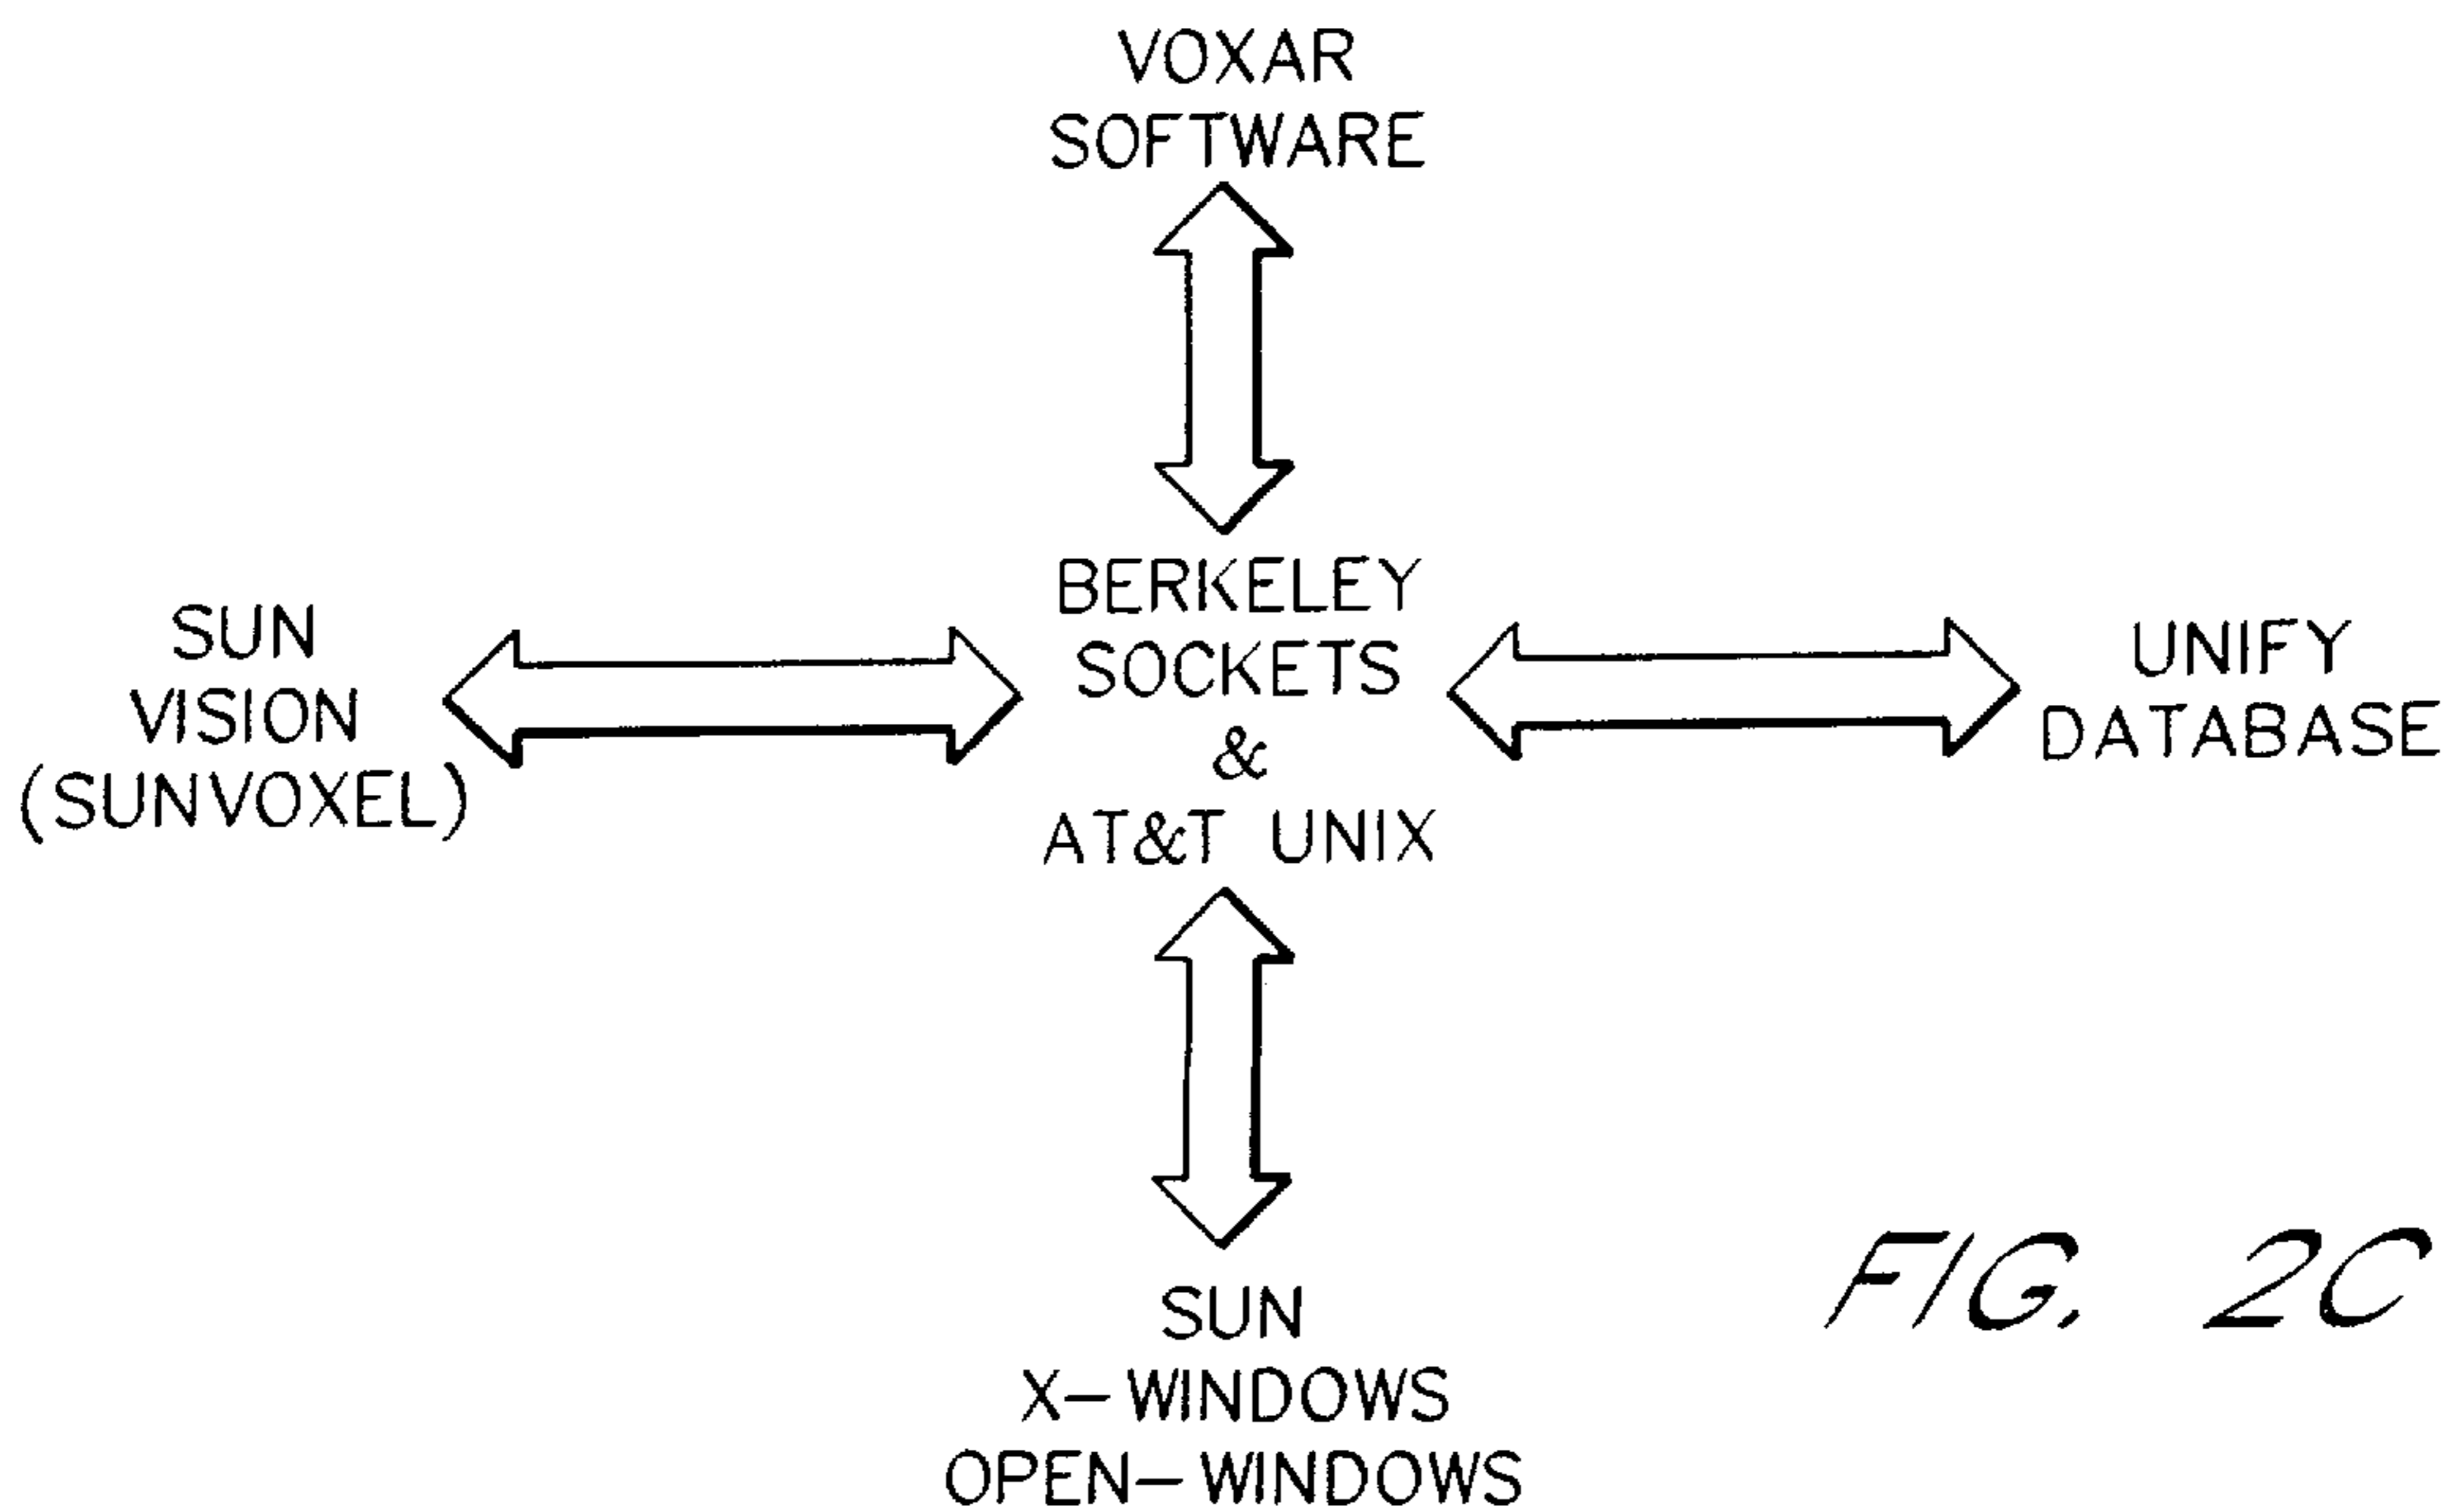 VOXAR
SOFTWARE
SUN
VISION
(SUNVOXEL)
BERKELEY
SOCKETS
&
AT&T UNIX
UNIFY
DATABASE
SUN
X-WINDOWS
OPEN-WINDOWS
FIG. 2C